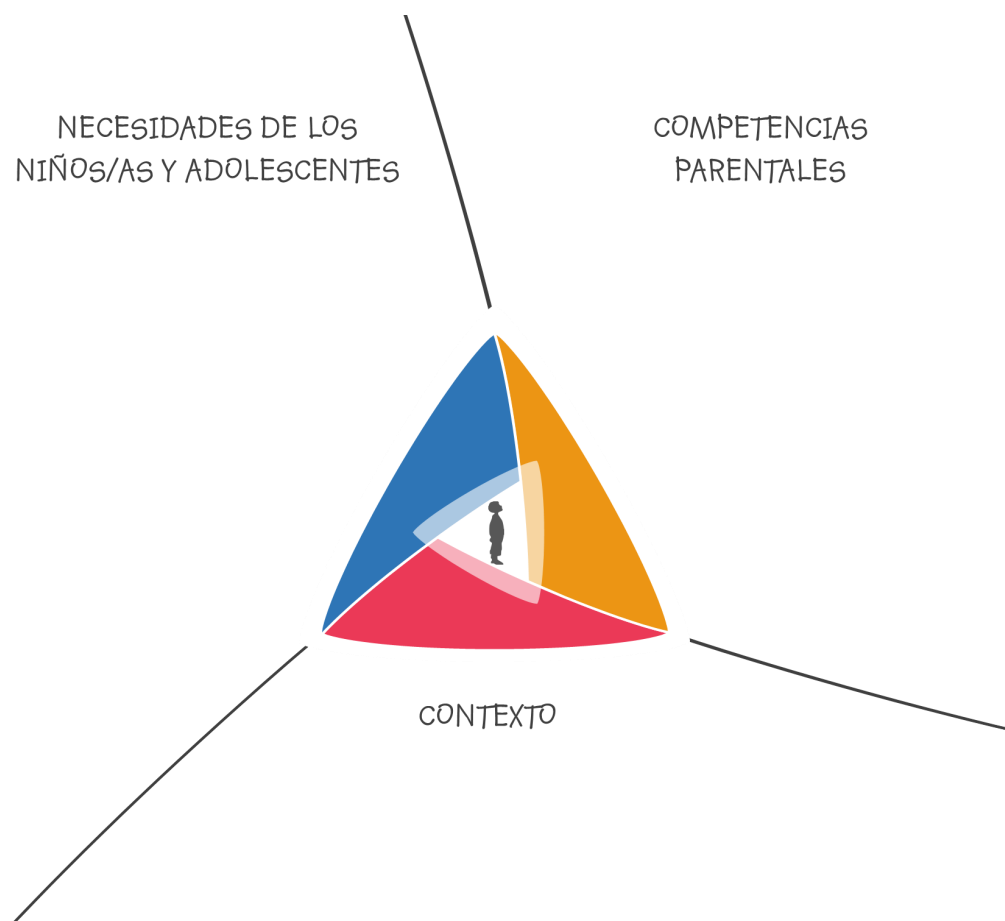 NECESIDADES DE LOS
NIÑOS/AS Y ADOLESCENTES
COMPETENCIAS
PARENTALES
CONTEXTO